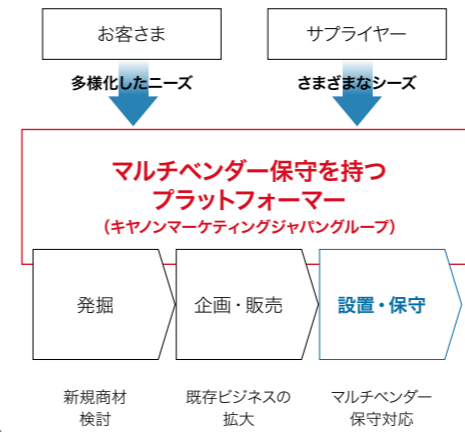 お客さま
サプライヤー
多様化したニーズ
さまざまなシーズ
マルチベンダー保守を持つ
プラットフォーマー
(キヤノンマーケティングジャパングループ)
発掘
企画・販売
設置・保守
新規商材
検討
既存ビジネスの
拡大
マルチベンダー
保守対応